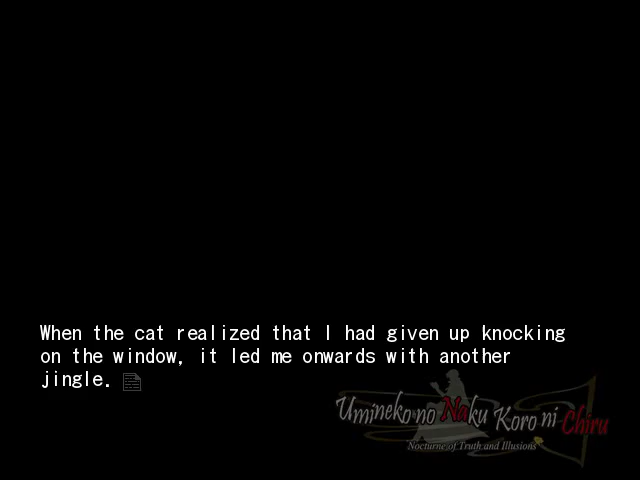 When the cat realized that I had given up knocking
on the window, it led me onwards with another
jingle.
Umineko no Naku Koro ni Chiru
Nocturne of Truth and Illusions